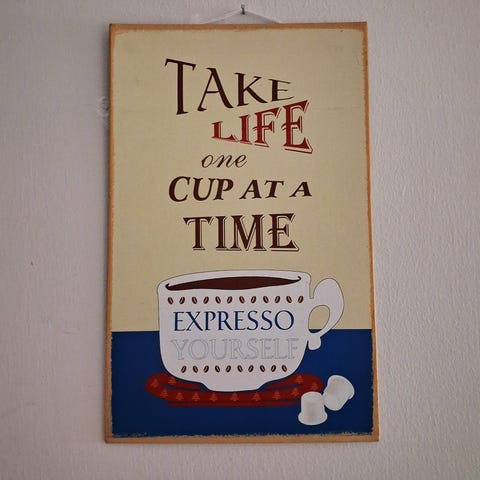 TAKE
LIFE
one
CUP AT A
TIME
EXPRESSO
YOURSELF